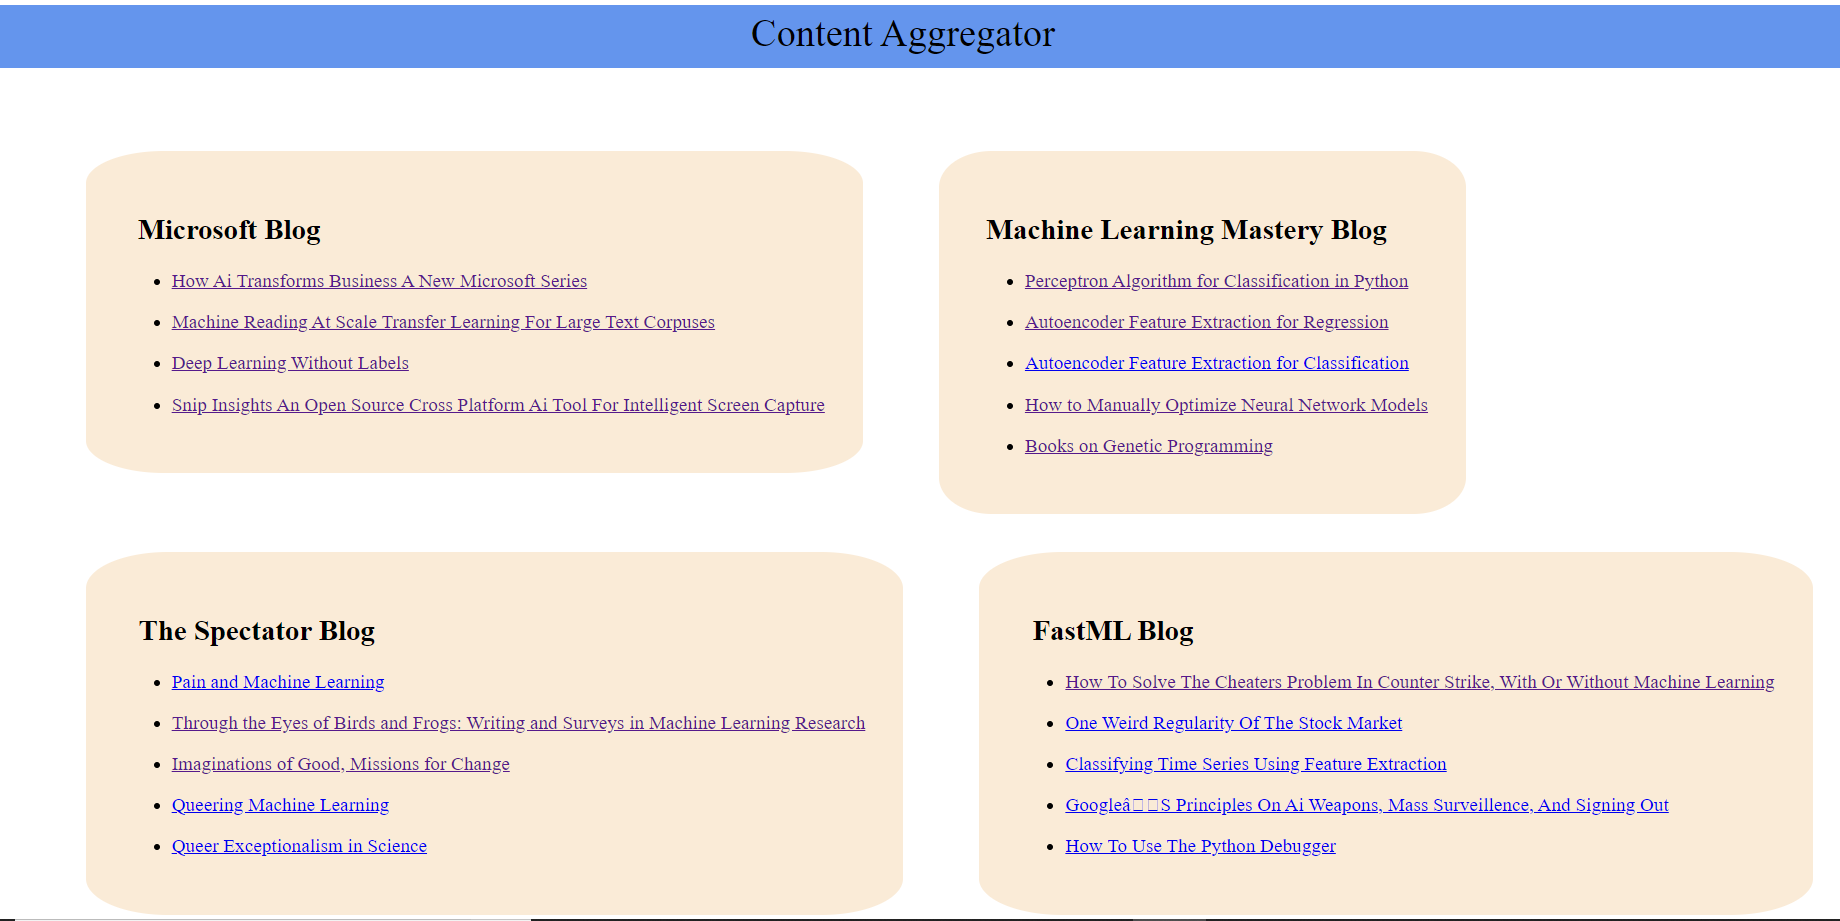 Content Aggregator
Microsoft Blog
How Ai Transforms Business A New Microsoft Series
Machine Reading At Scale Transfer Learning For Large Text Corpuses
Deep Learning Without Labels
Snip Insights An Open Source Cross Platform Ai Tool For Intelligent Screen Capture
Machine Learning Mastery Blog
Perceptron Algorithm for Classification in Python
Autoencoder Feature Extraction for Regression
Autoencoder Feature Extraction for Classification
How to Manually Optimize Neural Network Models
Books on Genetic Programming
The Spectator Blog
Pain and Machine Learning
Through the Eyes of Birds and Frogs: Writing and Surveys in Machine Learning Research
Imaginations of Good, Missions for Change
Queering Machine Learning
Queer Exceptionalism in Science
FastML Blog
How To Solve The Cheaters Problem In Counter Strike, With Or Without Machine Learning
One Weird Regularity Of The Stock Market
Classifying Time Series Using Feature Extraction
Googleâ□□S Principles On Ai Weapons, Mass Surveillence, And Signing Out
How To Use The Python Debugger